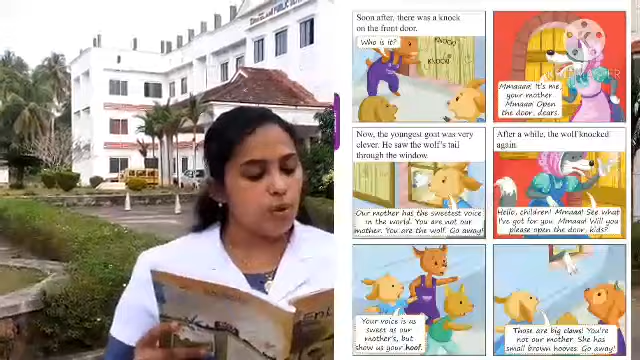 Soon after, there was a knock
on the front door.
Who is it?
KNOCK!
KNOCK!
Mmaaaa! It's me,
your mother.
Mmaaa! Open
the door, dears.
Now, the youngest goat was very
clever. He saw the wolf's tail
through the window.
Our mother has the sweetest voice
in the world. You are not our
mother. You are the wolf. Go away!
After a while, the wolf knocked
again.
Hello, children! Mmaaa! See what
I've got for you. Mmaaa! Will you
please open the door, kids?
Your voice is as
sweet as our
mother's, but
show us your hoof.
Those are big claws! You're
not our mother. She has
small brown hooves. Go away!